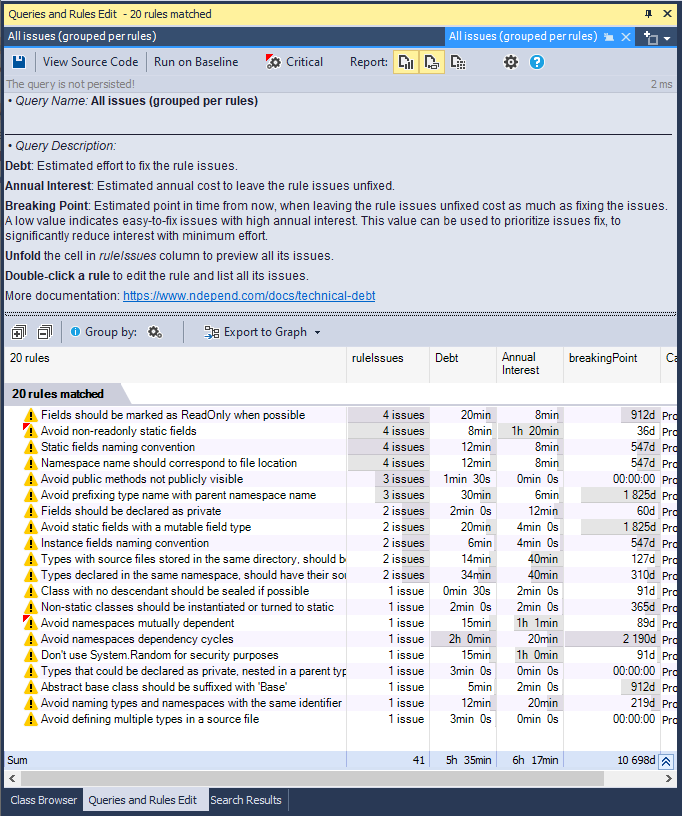 Queries and Rules Edit - 20 rules matched
All issues (grouped per rules) All issues (grouped per rules)
View Source Code Run on Baseline Critical Report:
The query is not persisted! 2 ms
• Query Name: All issues (grouped per rules)
• Query Description:
Debt: Estimated effort to fix the rule issues.
Annual Interest: Estimated annual cost to leave the rule issues unfixed.
Breaking Point: Estimated point in time from now, when leaving the rule issues unfixed cost as much as fixing the issues.
A low value indicates easy-to-fix issues with high annual interest. This value can be used to prioritize issues fix, to
significantly reduce interest with minimum effort.
Unfold the cell in ruleIssues column to preview all its issues.
Double-click a rule to edit the rule and list all its issues.
More documentation: https://www.ndepend.com/docs/technical-debt
Group by: Export to Graph
20 rules ruleIssues Debt Annual Interest breakingPoint Ca
20 rules matched
Fields should be marked as ReadOnly when possible 4 issues 20min 8min 912d Pro
Avoid non-readonly static fields 4 issues 8min 1h 20min 36d Pro
Static fields naming convention 4 issues 12min 8min 547d Pro
Namespace name should correspond to file location 4 issues 12min 8min 547d Pro
Avoid public methods not publicly visible 3 issues 1min 30s 0min 0s 00:00:00 Pro
Avoid prefixing type name with parent namespace name 3 issues 30min 6min 1 825d Pro
Fields should be declared as private 2 issues 2min 0s 12min 60d Pro
Avoid static fields with a mutable field type 2 issues 20min 4min 0s 1 825d Pro
Instance fields naming convention 2 issues 6min 4min 0s 547d Pro
Types with source files stored in the same directory, should b 2 issues 14min 40min 127d Pro
Types declared in the same namespace, should have their sou 2 issues 34min 40min 310d Pro
Class with no descendant should be sealed if possible 1 issue 0min 30s 2min 0s 91d Pro
Non-static classes should be instantiated or turned to static 1 issue 2min 0s 2min 0s 365d Pro
Avoid namespaces mutually dependent 1 issue 15min 1h 1min 89d Pro
Avoid namespaces dependency cycles 1 issue 2h 0min 20min 2 190d Pro
Don't use System.Random for security purposes 1 issue 15min 1h 0min 91d Pro
Types that could be declared as private, nested in a parent typ 1 issue 3min 0s 0min 0s 00:00:00 Pro
Abstract base class should be suffixed with 'Base' 1 issue 5min 2min 0s 912d Pro
Avoid naming types and namespaces with the same identifier 1 issue 12min 20min 219d Pro
Avoid defining multiple types in a source file 1 issue 3min 0s 0min 0s 00:00:00 Pro
Sum 41 5h 35min 6h 17min 10 698d
Class Browser Queries and Rules Edit Search Results